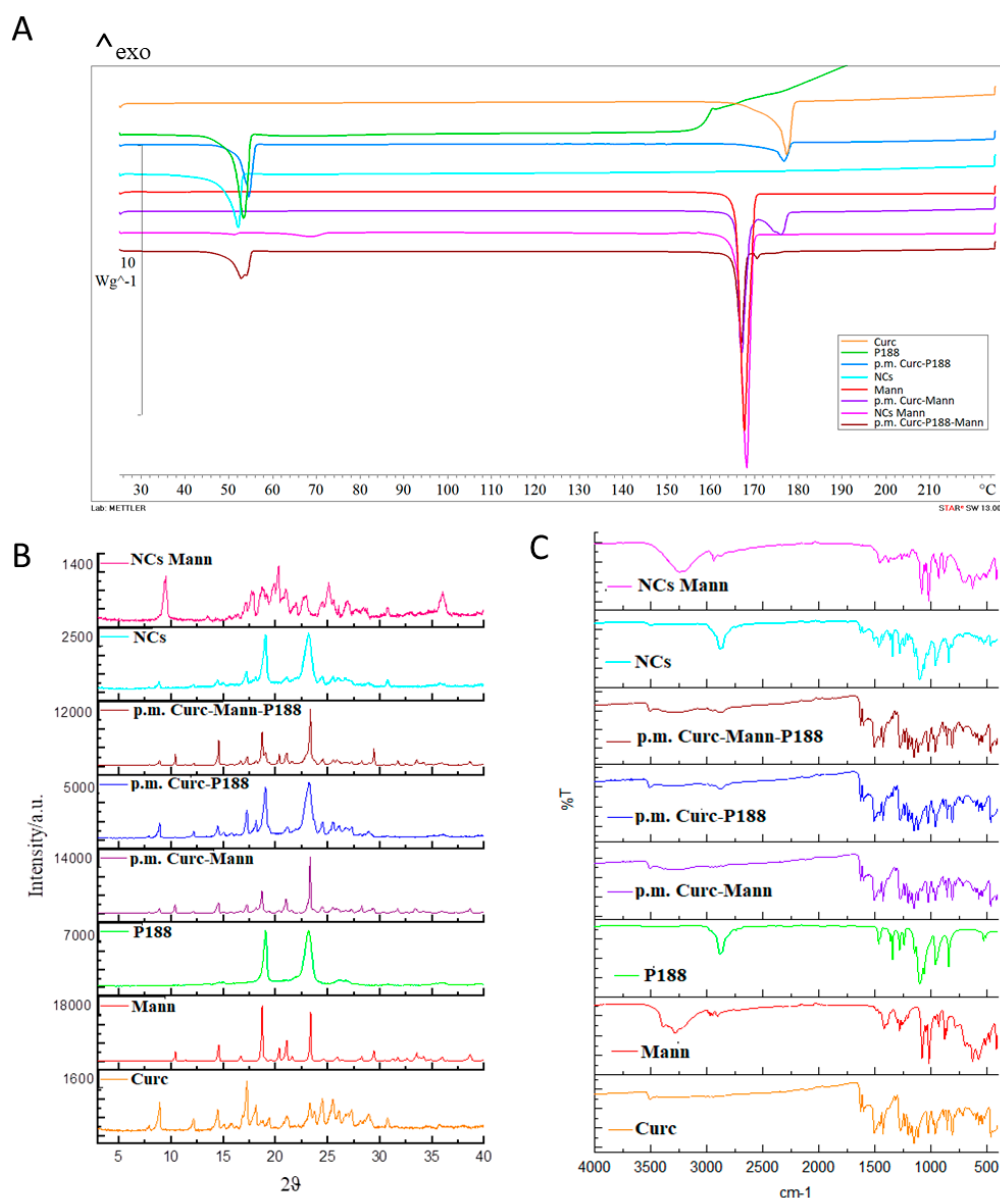 A
^exo
10
Wg^-1
Curc
P188
p.m. Curc-P188
NCs
Mann
p.m. Curc-Mann
NCs Mann
p.m. Curc-P188-Mann
30 40 50 60 70 80 90 100 110 120 130 140 150 160 170 180 190 200 210 °C
Lab: METTLER
STARe SW 13.00
B
NCs Mann
1400
NCs
2500
p.m. Curc-Mann-P188
12000
p.m. Curc-P188
5000
p.m. Curc-Mann
14000
P188
7000
Mann
18000
Curc
1600
Intensity/a.u.
5 10 15 20 25 30 35 40
2ϑ
C
NCs Mann
NCs
p.m. Curc-Mann-P188
p.m. Curc-P188
p.m. Curc-Mann
P188
Mann
Curc
%T
4000 3000 2000 1500 1000 500
cm-1